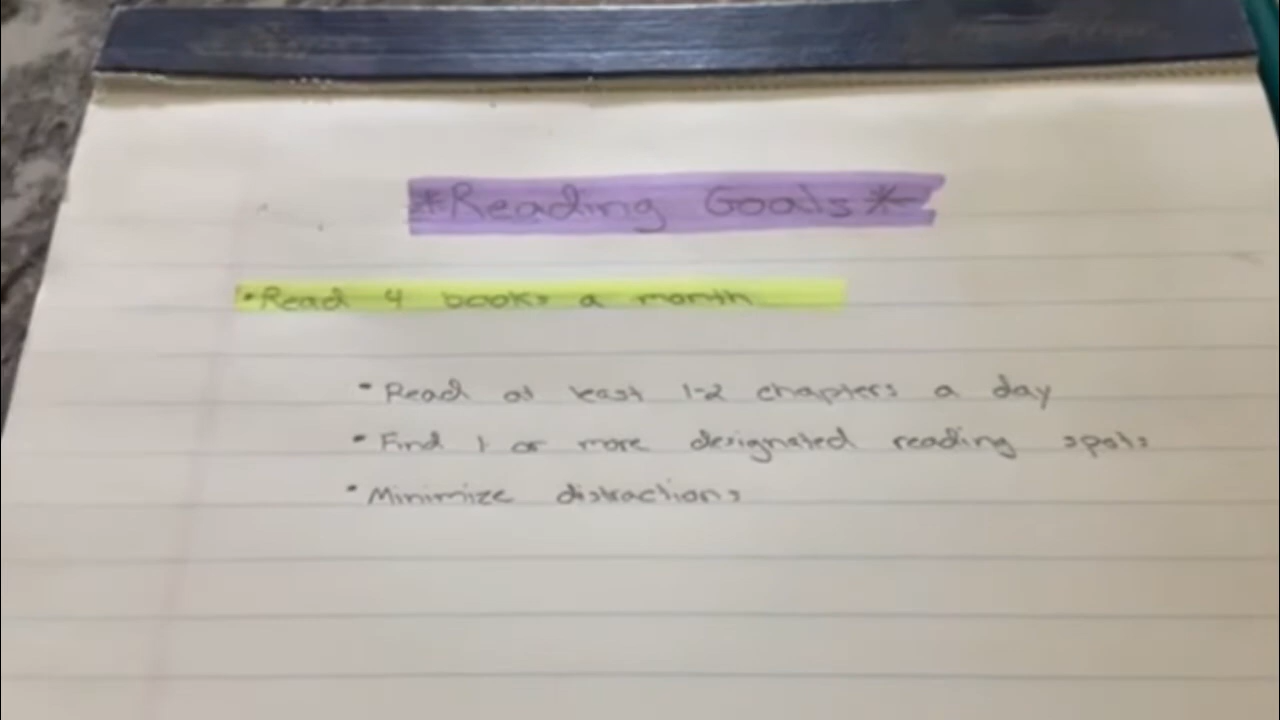 *Reading Goals*
• Read 4 books a month
• Read at least 1-2 chapters a day
• Find 1 or more designated reading spots
• Minimize distractions